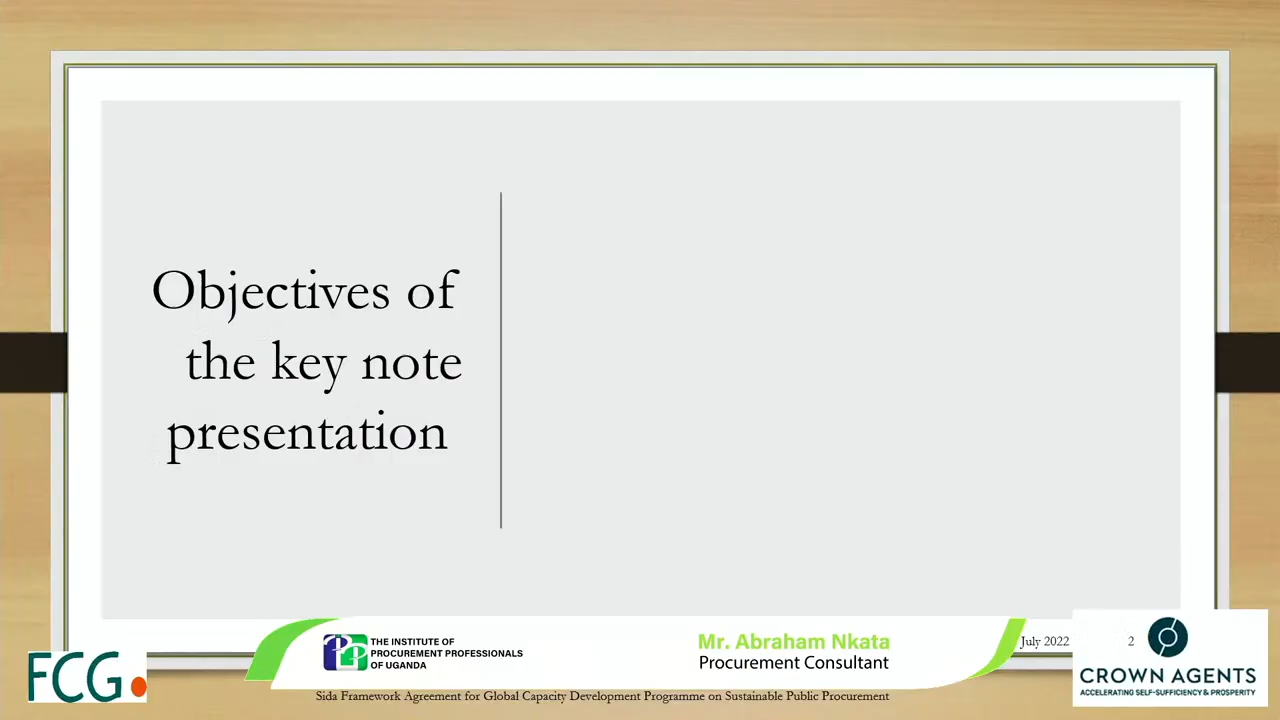 Objectives of
the key note
presentation
THE INSTITUTE OF
PROCUREMENT PROFESSIONALS
OF UGANDA
Mr. Abraham Nkata
Procurement Consultant
July 2022
2
FCG.
CROWN AGENTS
ACCELERATING SELF-SUFFICIENCY & PROSPERITY
Sida Framework Agreement for Global Capacity Development Programme on Sustainable Public Procurement